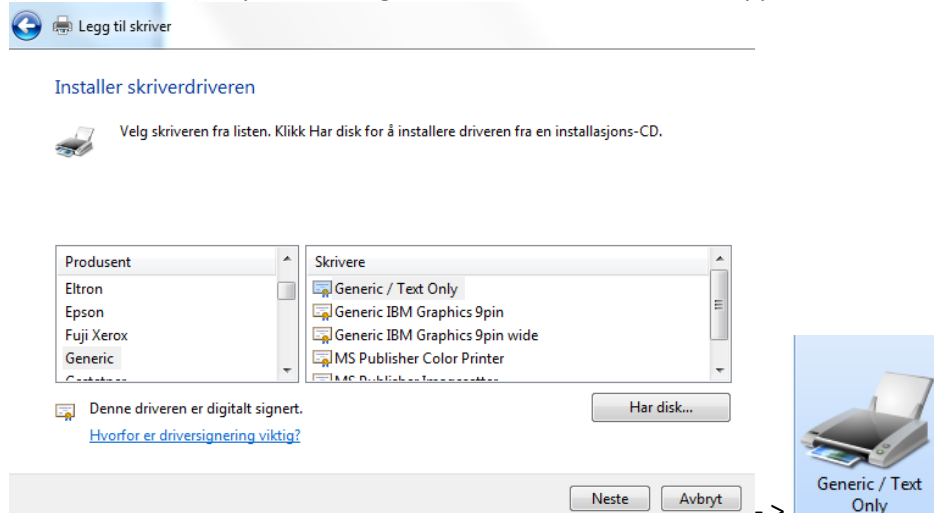 Legg til skriver
Installer skriverdriveren
Velg skriveren fra listen. Klikk Har disk for å installere driveren fra en installasjons-CD.
Produsent
Eltron
Epson
Fuji Xerox
Generic
Skrivere
Generic / Text Only
Generic IBM Graphics 9pin
Generic IBM Graphics 9pin wide
MS Publisher Color Printer
MS Publisher Imagesetter
Denne driveren er digitalt signert.
Har disk...
Hvorfor er driversignering viktig?
Neste
Avbryt
- >
Generic / Text
Only